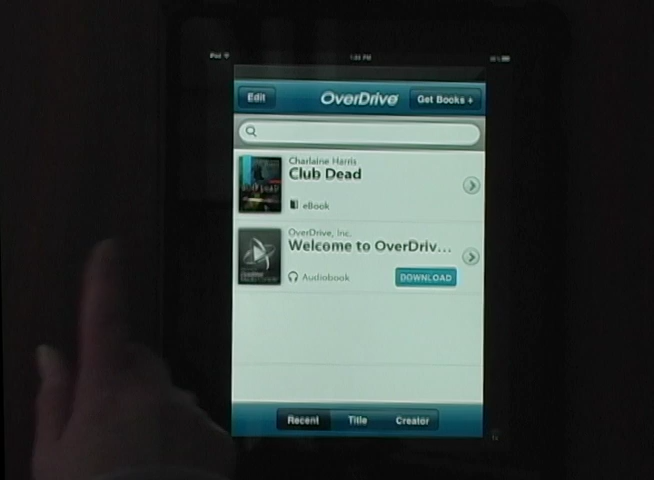 iPad
Edit
OverDrive
Get Books +
Charlaine Harris
Club Dead
eBook
OverDrive, Inc.
Welcome to OverDriv...
Audiobook
DOWNLOAD
Recent
Title
Creator